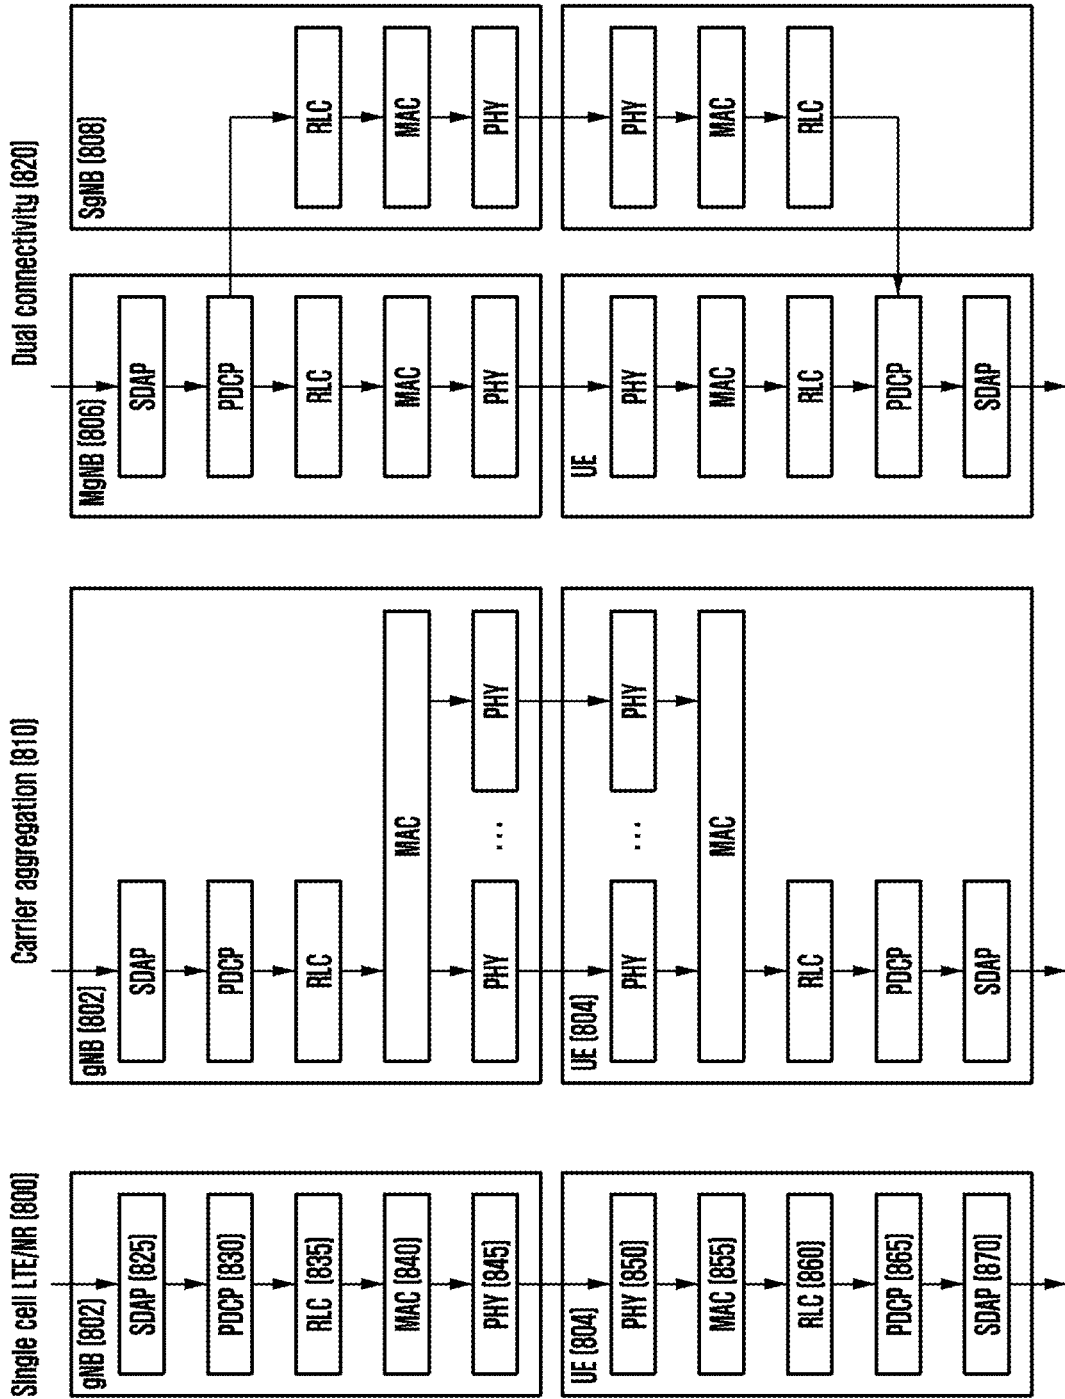 Single cell LTE/NR [800]
gNB [802]
SDAP [825]
PDCP [830]
RLC [835]
MAC [840]
PHY [845]
UE [804]
PHY [850]
MAC [855]
RLC [860]
PDCP [865]
SDAP [870]
Carrier aggregation [810]
gNB [802]
SDAP
PDCP
RLC
MAC
PHY
...
PHY
UE [804]
PHY
...
PHY
MAC
RLC
PDCP
SDAP
Dual connectivity [820]
MgNB [806]
SDAP
PDCP
RLC
MAC
PHY
SgNB [808]
RLC
MAC
PHY
UE
PHY
MAC
RLC
PDCP
SDAP
PHY
MAC
RLC